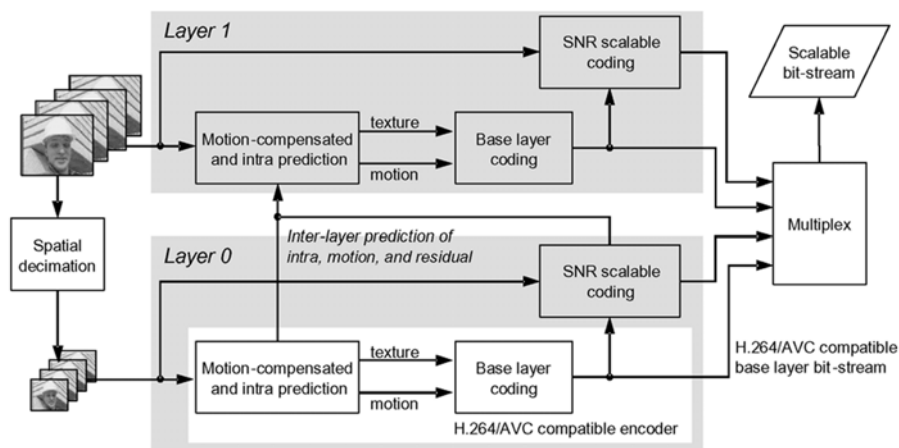 Layer 1
SNR scalable
coding
Scalable
bit-stream
Motion-compensated
and intra prediction
texture
motion
Base layer
coding
Multiplex
Spatial
decimation
Inter-layer prediction of
intra, motion, and residual
Layer 0
SNR scalable
coding
Motion-compensated
and intra prediction
texture
motion
Base layer
coding
H.264/AVC compatible
base layer bit-stream
H.264/AVC compatible encoder